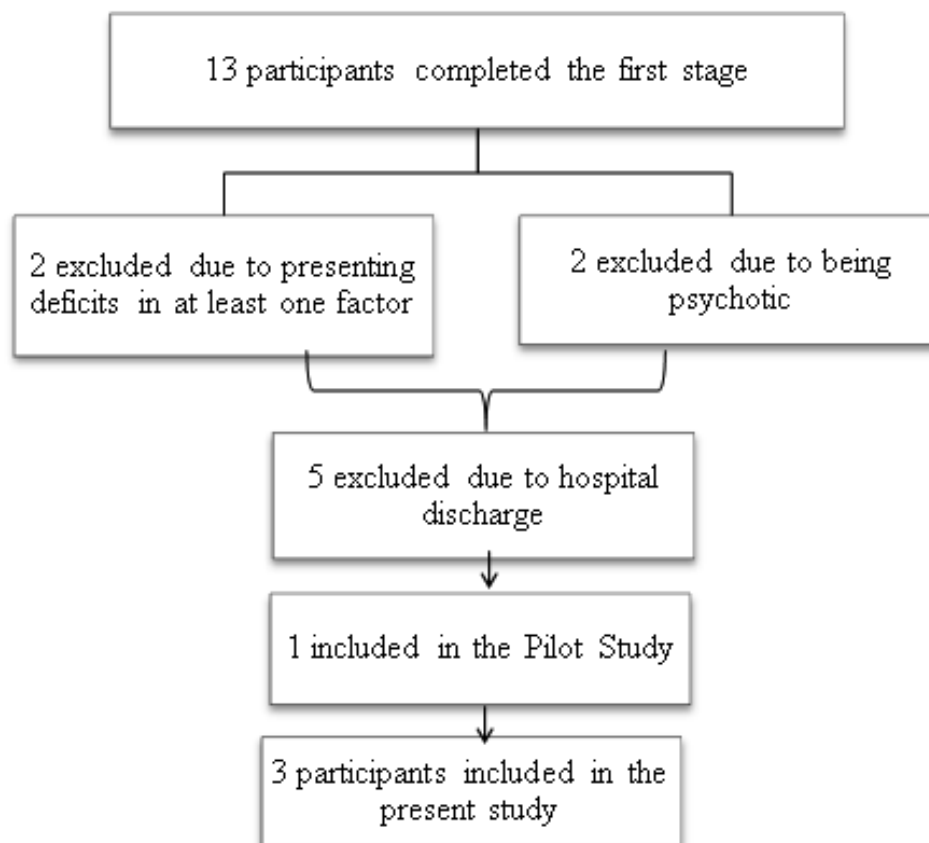 13 participants completed the first stage
2 excluded due to presenting
deficits in at least one factor
2 excluded due to being
psychotic
5 excluded due to hospital
discharge
1 included in the Pilot Study
3 participants included in the
present study